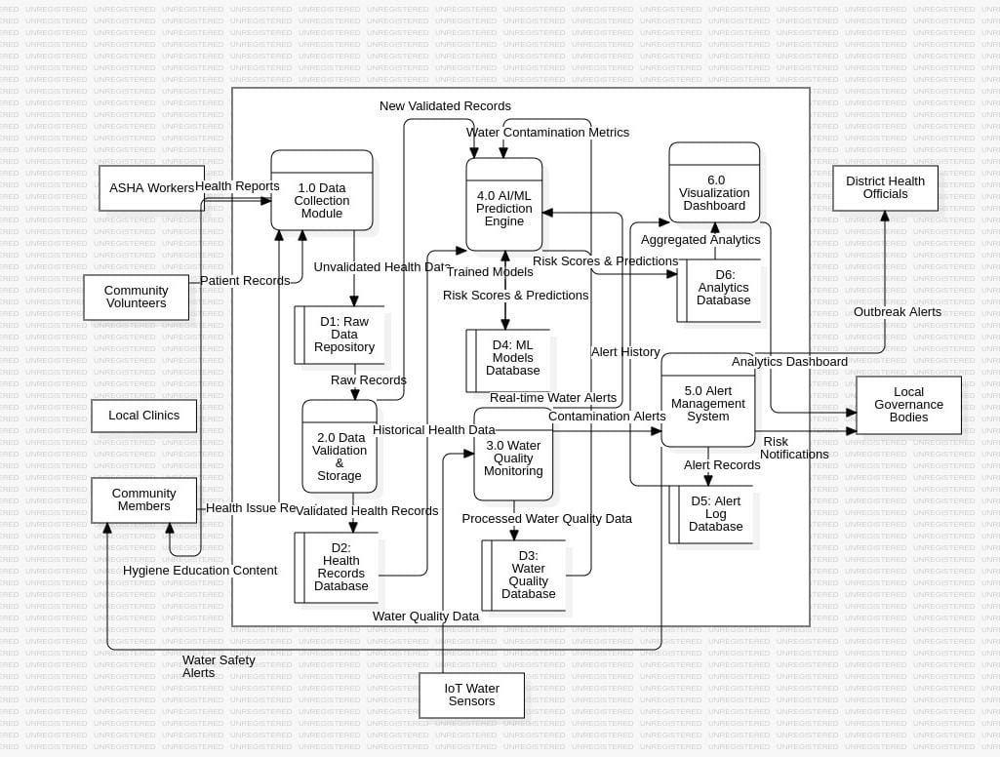 UNREGISTERED
New Validated Records
Water Contamination Metrics
ASHA Workers
Health Reports
1.0 Data
Collection
Module
4.0 AI/ML
Prediction
Engine
6.0
Visualization
Dashboard
District Health
Officials
Aggregated Analytics
Unvalidated Health Data
Trained Models
Risk Scores & Predictions
Patient Records
Community
Volunteers
Risk Scores & Predictions
D6:
Analytics
Database
Outbreak Alerts
D1: Raw
Data
Repository
D4: ML
Models
Database
Alert History
Analytics Dashboard
Raw Records
Real-time Water Alerts
Contamination Alerts
5.0 Alert
Management
System
Local
Governance
Bodies
Local Clinics
Historical Health Data
2.0 Data
Validation
&
Storage
3.0 Water
Quality
Monitoring
Risk
Notifications
Alert Records
Community
Members
Health Issue Re
Validated Health Records
Processed Water Quality Data
D5: Alert
Log
Database
D2:
Health
Records
Database
D3:
Water
Quality
Database
Hygiene Education Content
Water Quality Data
Water Safety
Alerts
IoT Water
Sensors